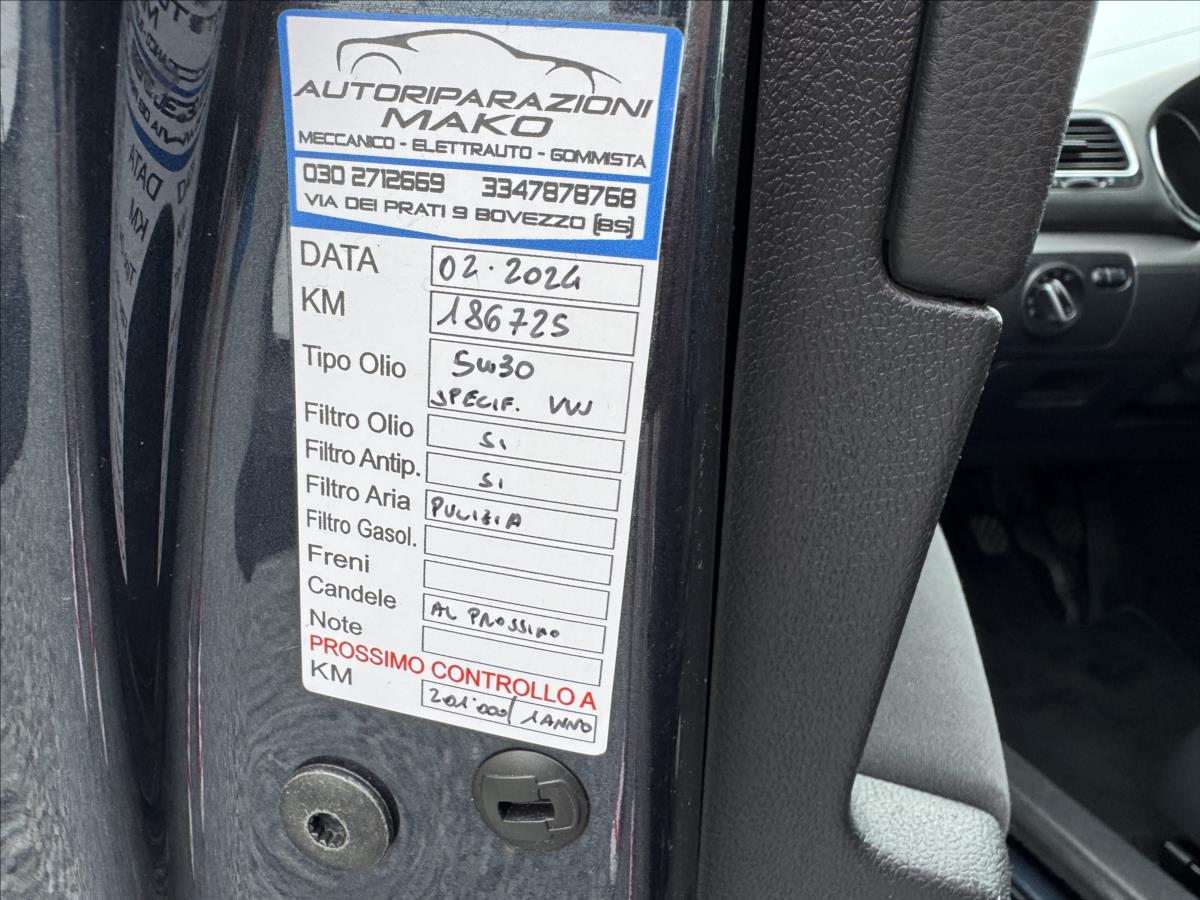 AUTORIPARAZIONI
MAKO
MECCANICO - ELETTRAUTO - GOMMISTA
030 2712669 3347878768
VIA DEI PRATI 9 BOVEZZO (BS)
DATA 02.2024
KM 186725
Tipo Olio 5W30
SPECIF. VW
Filtro Olio Si
Filtro Antip. Si
Filtro Aria PULIZIA
Filtro Gasol.
Freni
Candele AL PROSSIMO
Note
PROSSIMO CONTROLLO A
KM 201.000/1ANNO